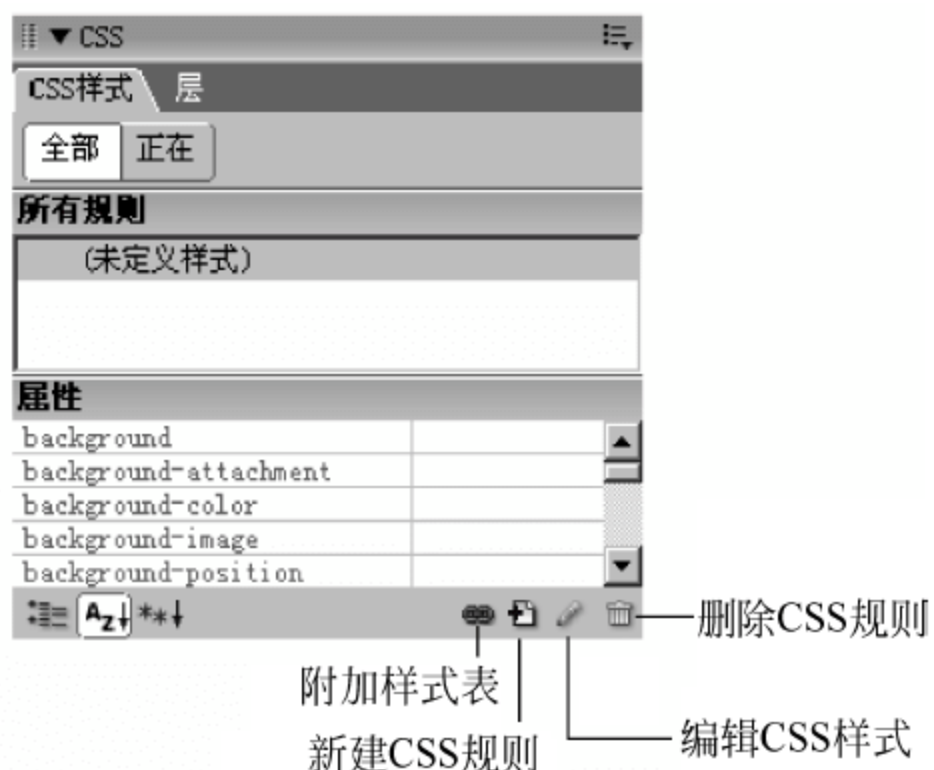 CSS
CSS样式 层
全部 正在
所有规则
(未定义样式)
属性
background
background-attachment
background-color
background-image
background-position
AZ↓ **↓
删除CSS规则
附加样式表
编辑CSS样式
新建CSS规则